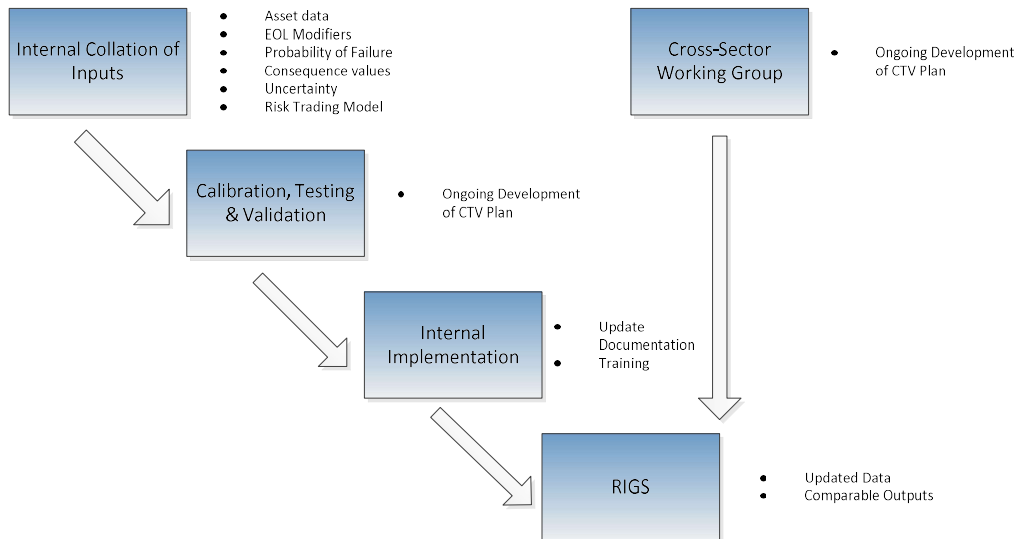 Internal Collation of
Inputs
• Asset data
• EOL Modifiers
• Probability of Failure
• Consequence values
• Uncertainty
• Risk Trading Model
Cross-Sector
Working Group
• Ongoing Development
of CTV Plan
Calibration, Testing
& Validation
• Ongoing Development
of CTV Plan
Internal
Implementation
• Update
Documentation
• Training
RIGS
• Updated Data
• Comparable Outputs